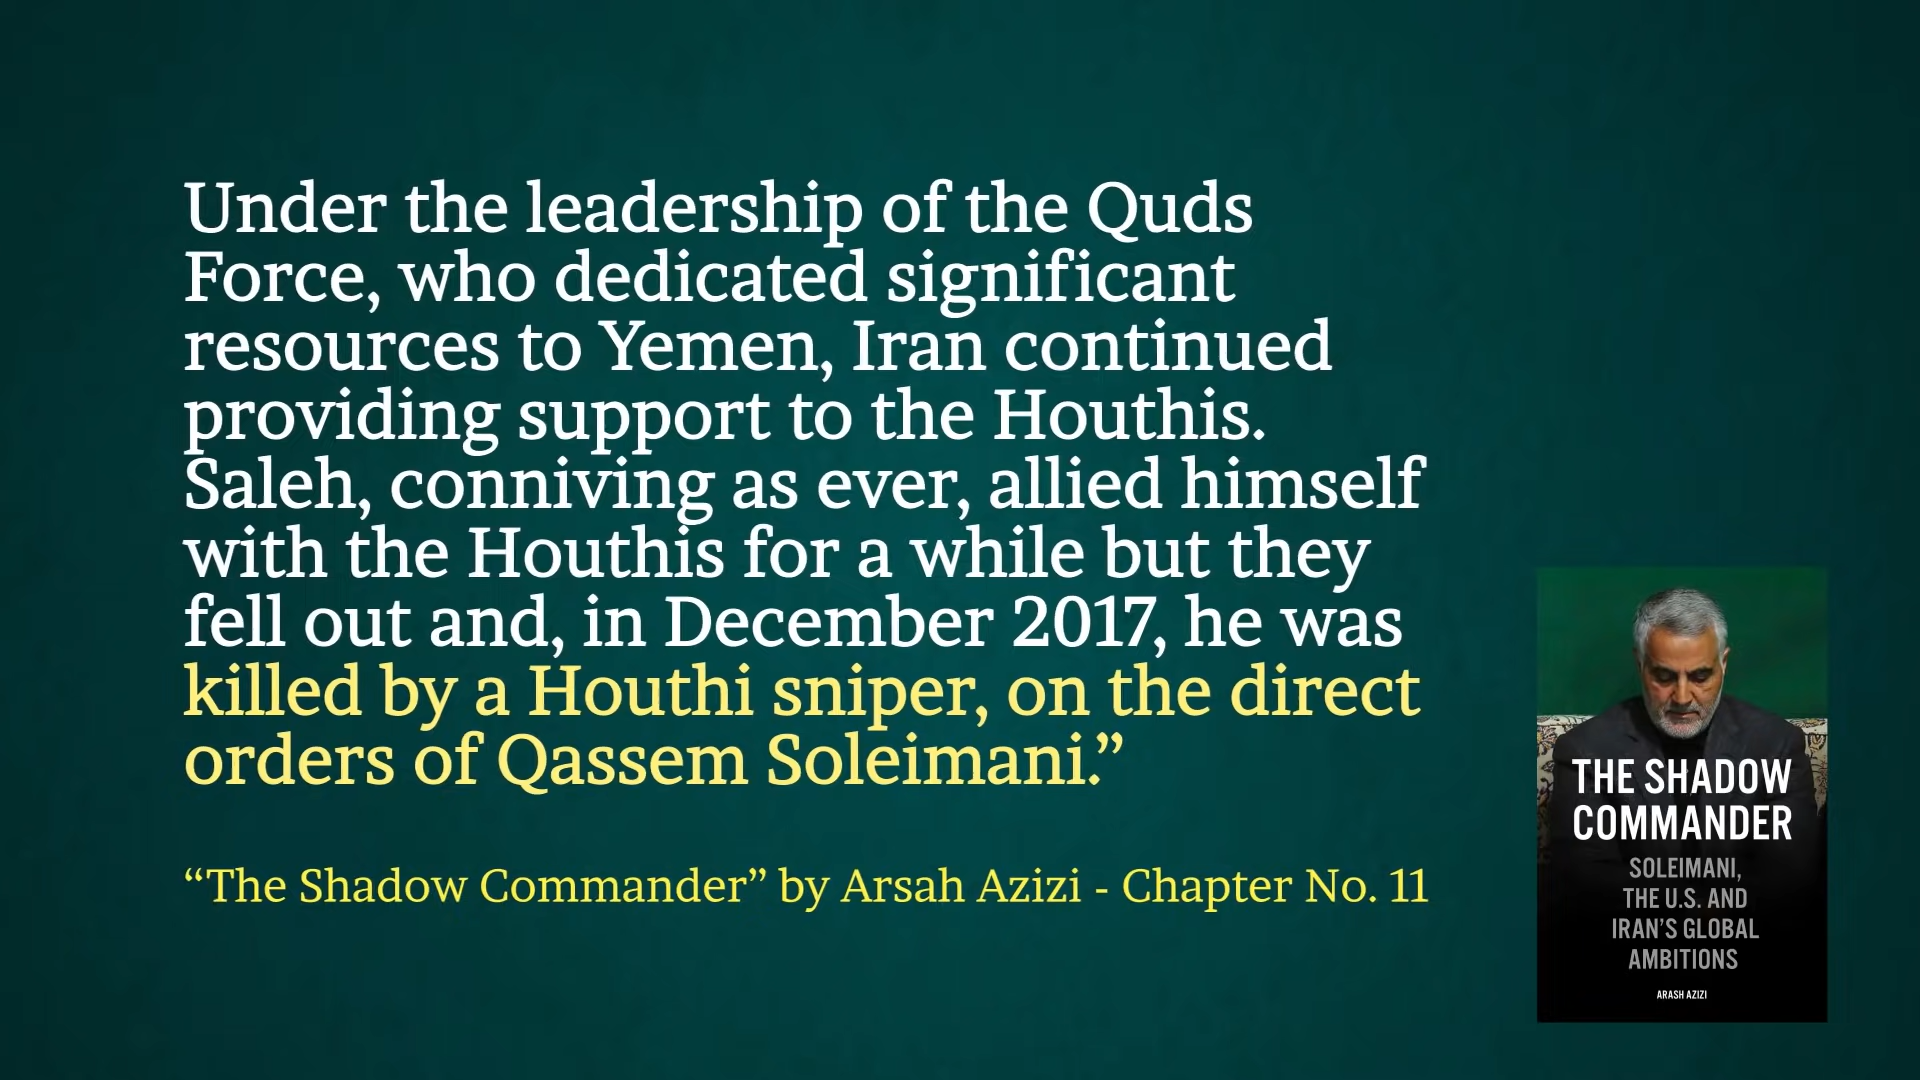 Under the leadership of the Quds
Force, who dedicated significant
resources to Yemen, Iran continued
providing support to the Houthis.
Saleh, conniving as ever, allied himself
with the Houthis for a while but they
fell out and, in December 2017, he was
killed by a Houthi sniper, on the direct
orders of Qassem Soleimani.”
“The Shadow Commander” by Arsah Azizi - Chapter No. 11
THE SHADOW
COMMANDER
SOLEIMANI,
THE U.S. AND
IRAN'S GLOBAL
AMBITIONS
ARASH AZIZI